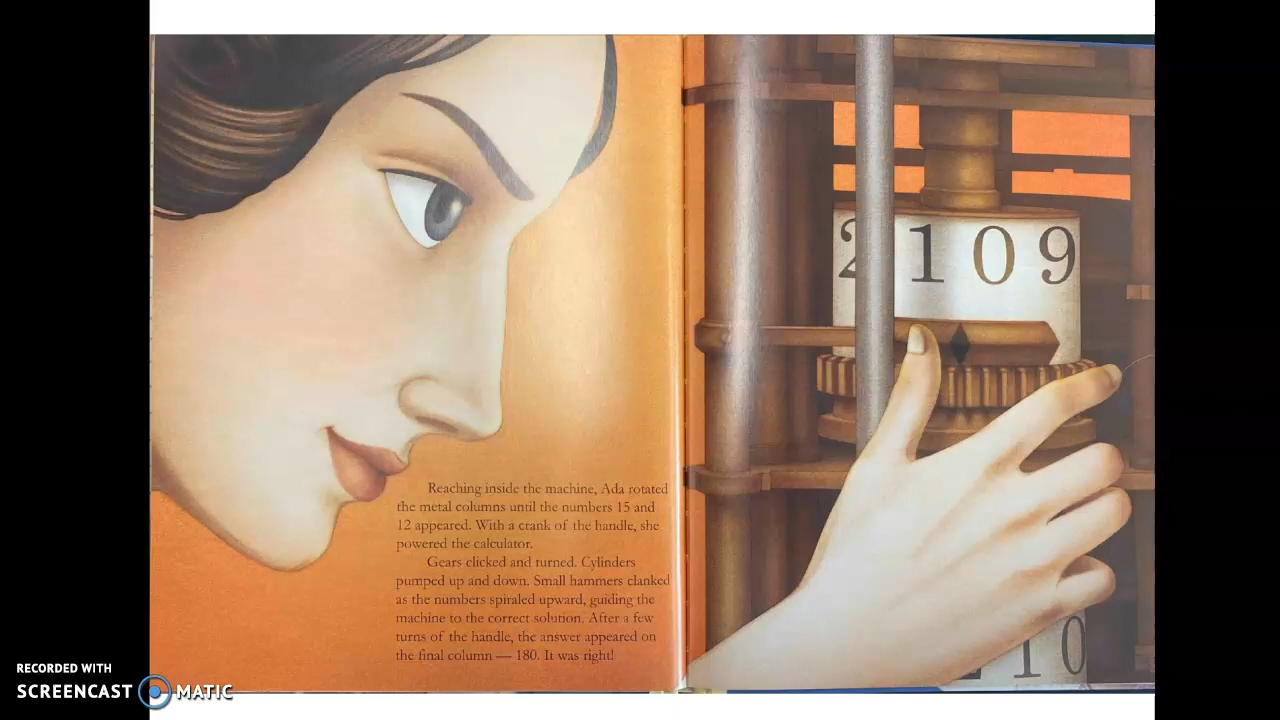 Reaching inside the machine, Ada rotated
the metal columns until the numbers 15 and
12 appeared. With a crank of the handle, she
powered the calculator.
Gears clicked and turned. Cylinders
pumped up and down. Small hammers clanked
as the numbers spiraled upward, guiding the
machine to the correct solution. After a few
turns of the handle, the answer appeared on
the final column — 180. It was right!
2109
10
RECORDED WITH
SCREENCAST MATIC